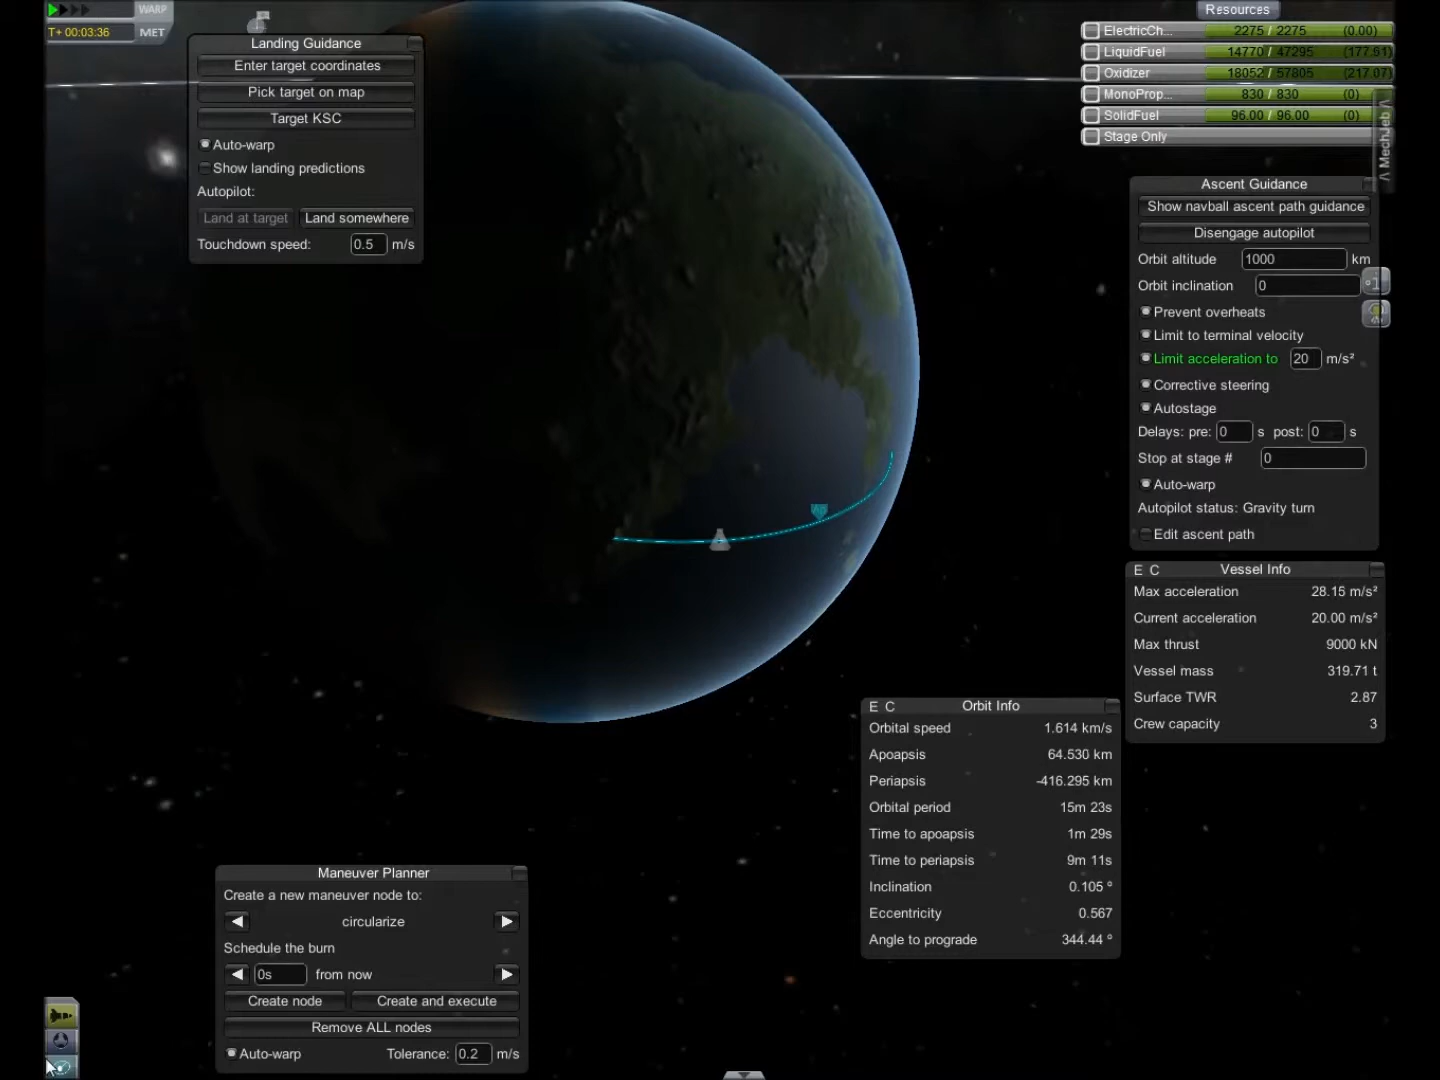 WARP
T+ 00:03:36
MET
Landing Guidance
Enter target coordinates
Pick target on map
Target KSC
Auto-warp
Show landing predictions
Autopilot:
Land at target Land somewhere
Touchdown speed: 0.5 m/s
Resources
ElectricCh... 2275 / 2275 (0.00)
LiquidFuel 14770 / 47295 (177.61)
Oxidizer 18052 / 57805 (217.07)
MonoProp... 830 / 830 (0)
SolidFuel 96.00 / 96.00 (0)
Stage Only
/\ MechJeb /\
Ascent Guidance
Show navball ascent path guidance
Disengage autopilot
Orbit altitude 1000 km
Orbit inclination 0
Prevent overheats
Limit to terminal velocity
Limit acceleration to 20 m/s²
Corrective steering
Autostage
Delays: pre: 0 s post: 0 s
Stop at stage # 0
Auto-warp
Autopilot status: Gravity turn
Edit ascent path
Ap
E C Vessel Info
Max acceleration 28.15 m/s²
Current acceleration 20.00 m/s²
Max thrust 9000 kN
Vessel mass 319.71 t
Surface TWR 2.87
Crew capacity 3
E C Orbit Info
Orbital speed 1.614 km/s
Apoapsis 64.530 km
Periapsis -416.295 km
Orbital period 15m 23s
Time to apoapsis 1m 29s
Time to periapsis 9m 11s
Inclination 0.105 º
Eccentricity 0.567
Angle to prograde 344.44 º
Maneuver Planner
Create a new maneuver node to:
circularize
Schedule the burn
0s from now
Create node Create and execute
Remove ALL nodes
Auto-warp Tolerance: 0.2 m/s